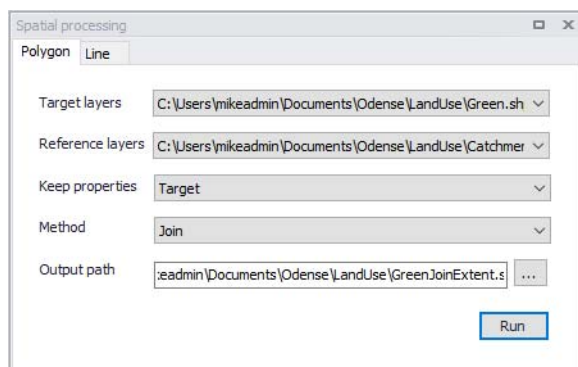 Spatial processing
Polygon Line
Target layers C:\Users\mikeadmin\Documents\Odense\LandUse\Green.sh
Reference layers C:\Users\mikeadmin\Documents\Odense\LandUse\Catchmer
Keep properties Target
Method Join
Output path :eadmin\Documents\Odense\LandUse\GreenJoinExtent.s ...
Run